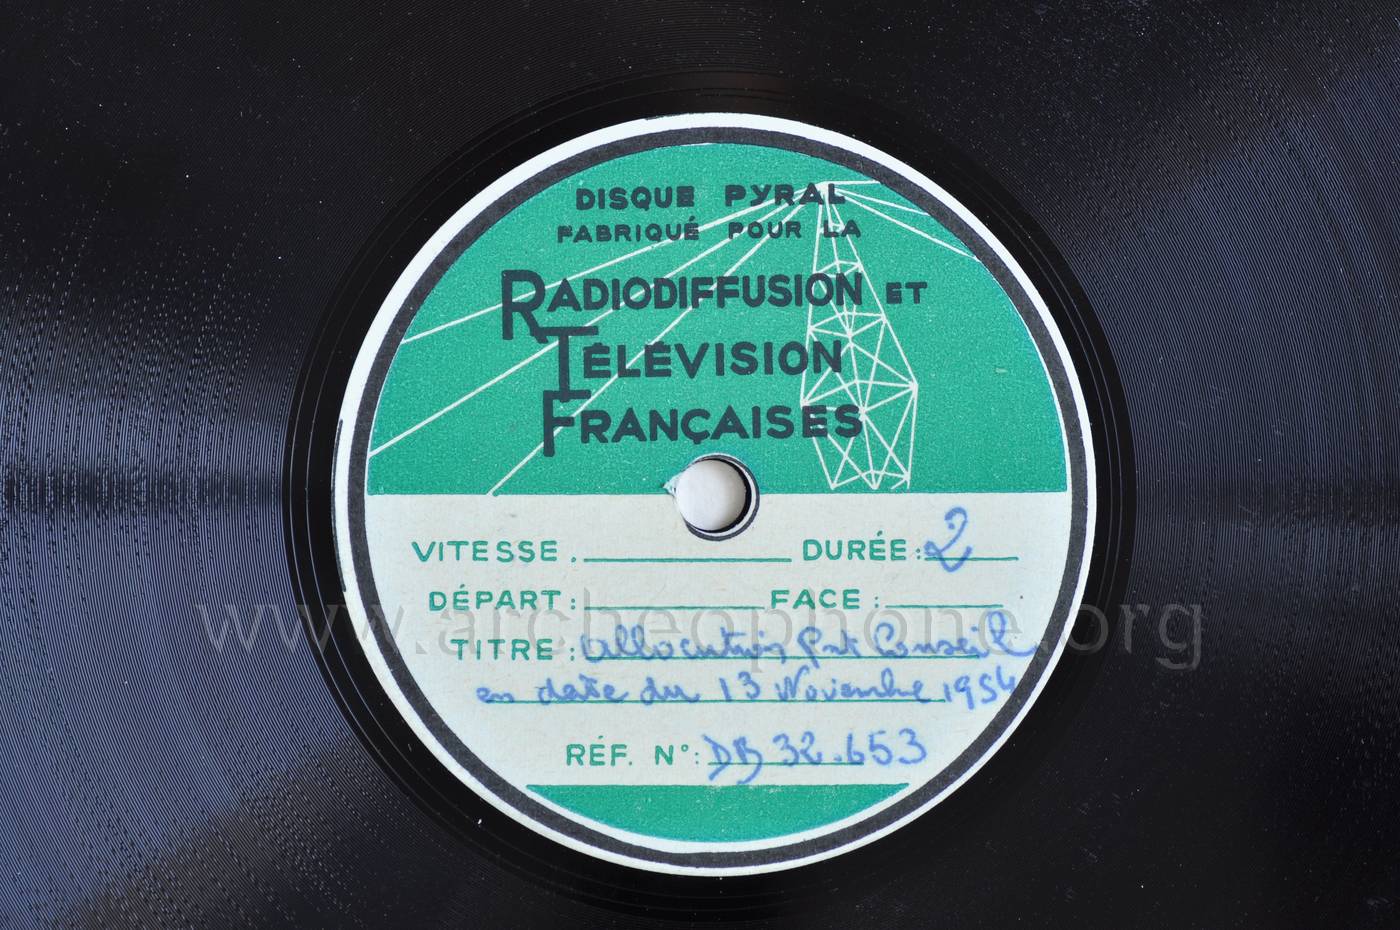 DISQUE PYRAL
FABRIQUÉ POUR LA
RADIODIFFUSION ET
TÉLÉVISION
FRANÇAISES
VITESSE. DURÉE: 2
DÉPART: FACE:
www.archeophone.org
TITRE: Allocution Pdt Conseil
en date du 13 Novembre 1954
RÉF. N°: DB 32.653